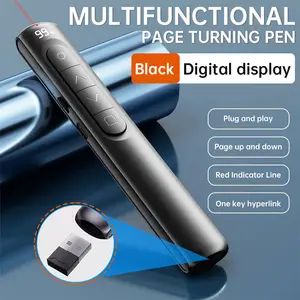 MULTIFUNCTIONAL
PAGE TURNING PEN
Black Digital display
99
Plug and play
Page up and down
Red Indicator Line
One key hyperlink